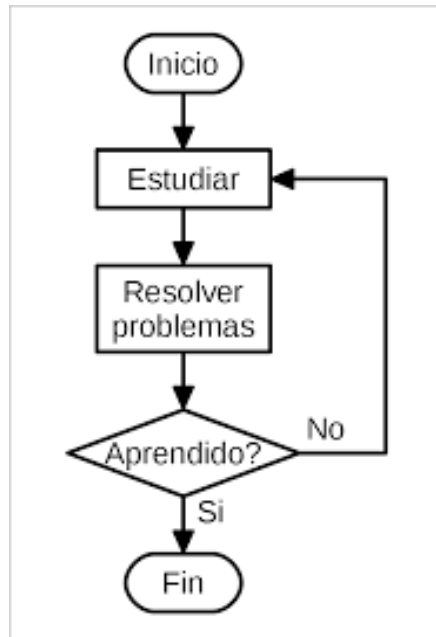 Inicio
Estudiar
Resolver
problemas
Aprendido?
No
Si
Fin